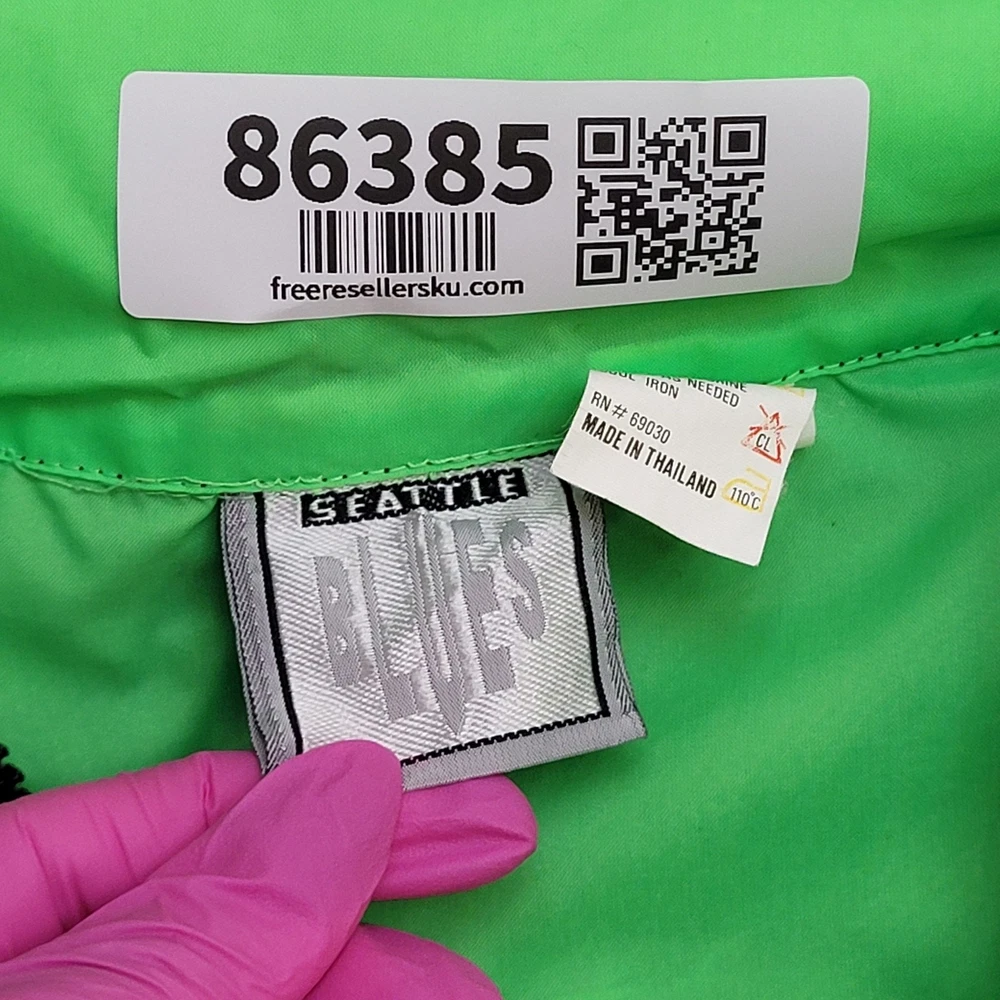 86385
freeresellersku.com
NEEDED
IRON
RN # 69030
MADE IN THAILAND
CL
110°C
SEATTLE
BLUES